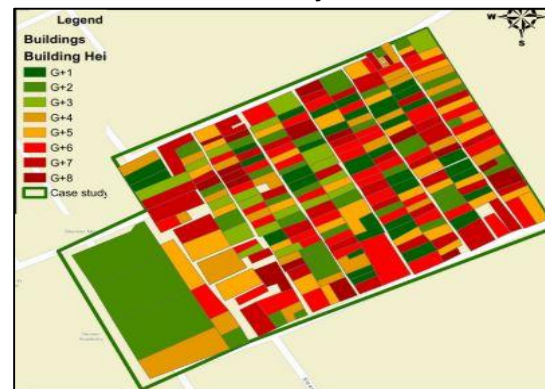 Legend
Buildings
Building Hei
G+1
G+2
G+3
G+4
G+5
G+6
G+7
G+8
Case study
W
S